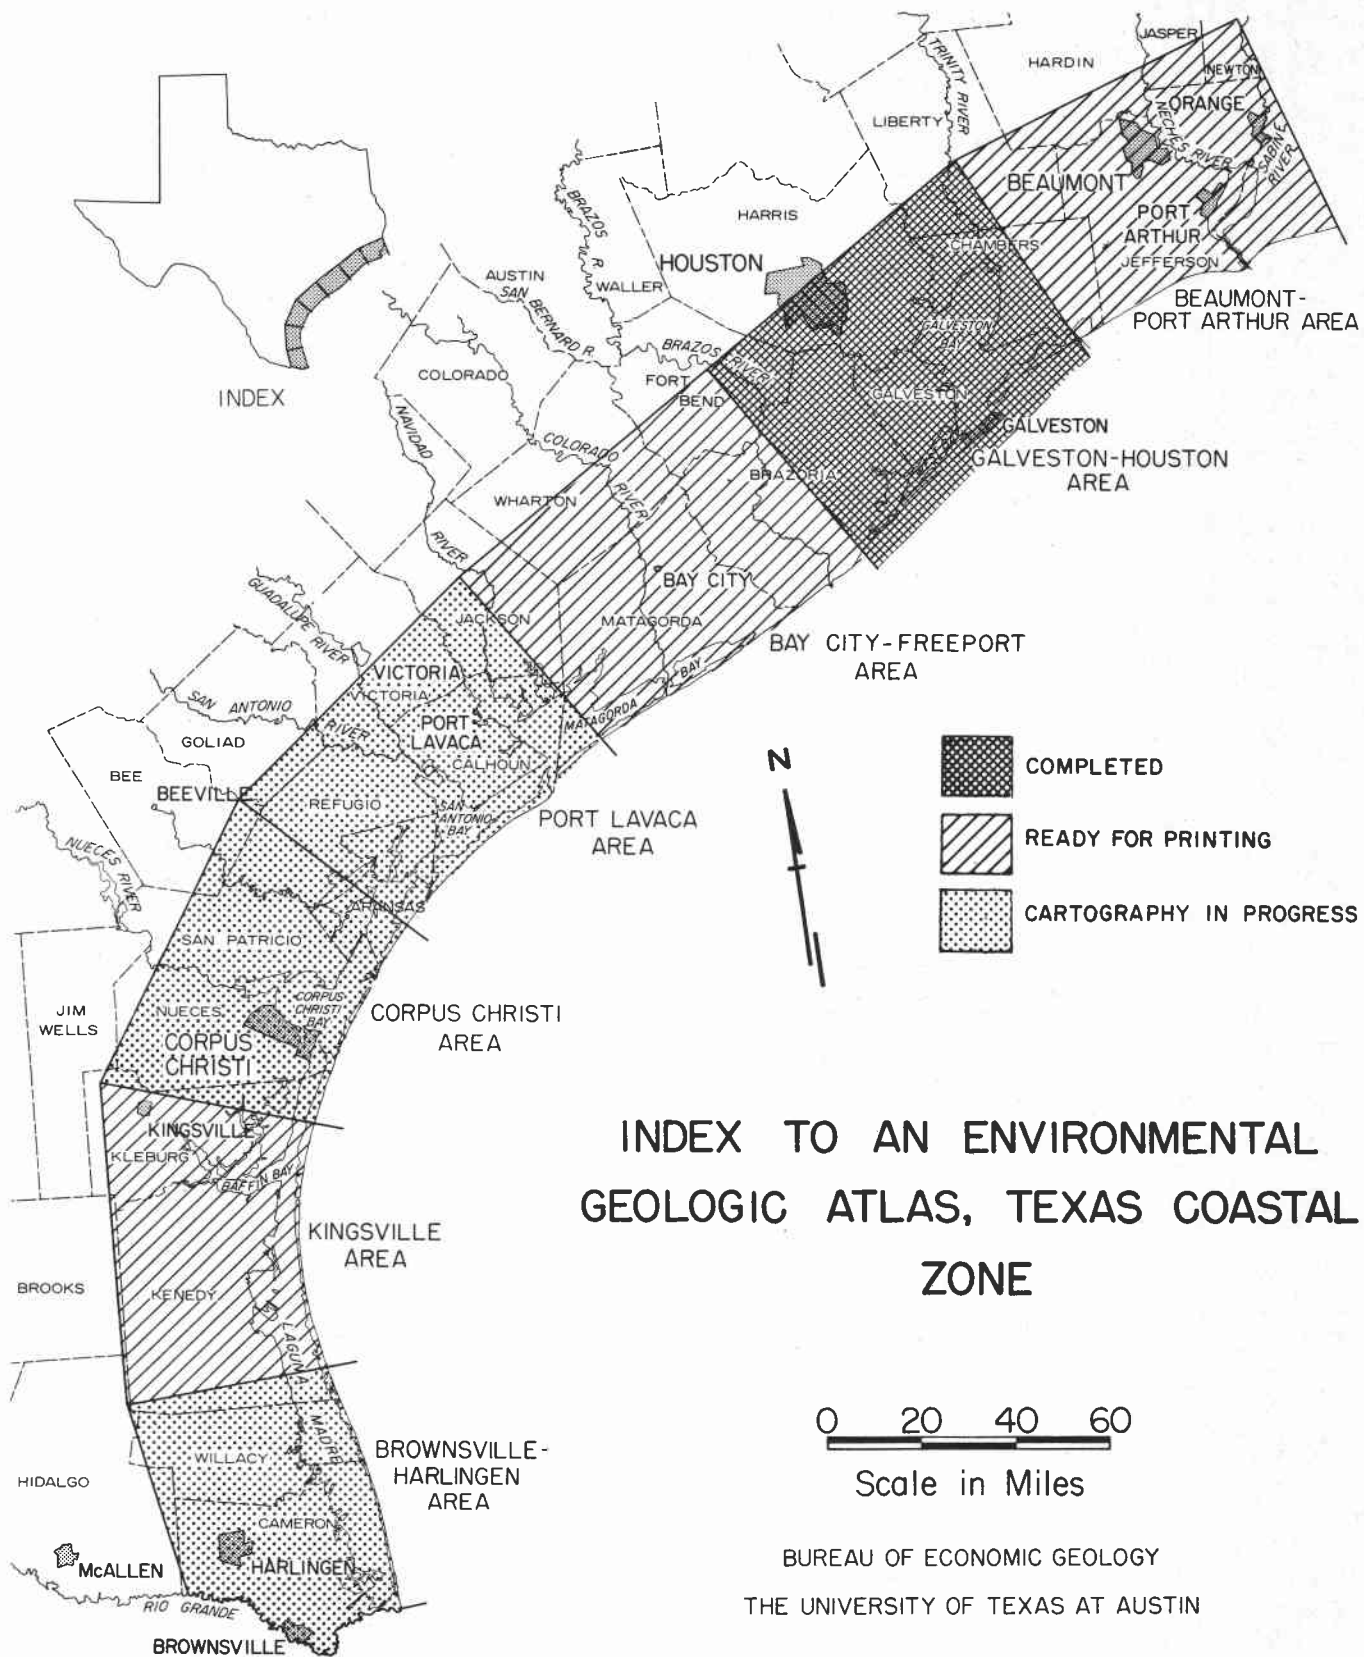 JASPER
HARDIN
NEWTON
TRINITY RIVER
ORANGE
LIBERTY
NECHES RIVER
SABINE
RIVER
BEAUMONT
BRAZOS
R.
HARRIS
PORT
ARTHUR
CHAMBERS
JEFFERSON
HOUSTON
AUSTIN
SAN
BERNARD R.
WALLER
BEAUMONT-
PORT ARTHUR AREA
GALVESTON
BAY
BRAZOS
RIVER
COLORADO
FORT
BEND
GALVESTON
INDEX
NAVIDAD
RIVER
GALVESTON
COLORADO
RIVER
BRAZORIA
GALVESTON-HOUSTON
AREA
WHARTON
BAY CITY
GUADALUPE RIVER
JACKSON
MATAGORDA
BAY CITY-FREEPORT
AREA
VICTORIA
VICTORIA
MATAGORDA
BAY
SAN ANTONIO
RIVER
PORT
LAVACA
GOLIAD
CALHOUN
BEE
BEEVILLE
REFUGIO
SAN
ANTONIO
BAY
PORT LAVACA
AREA
N
COMPLETED
READY FOR PRINTING
CARTOGRAPHY IN PROGRESS
NUECES RIVER
ARANSAS
SAN PATRICIO
JIM
WELLS
NUECES
CORPUS
CHRISTI
BAY
CORPUS
CHRISTI
CORPUS CHRISTI
AREA
KINGSVILLE
KLEBURG
BAFFIN BAY
INDEX TO AN ENVIRONMENTAL
GEOLOGIC ATLAS, TEXAS COASTAL
ZONE
KINGSVILLE
AREA
BROOKS
KENEDY
LAGUNA
MADRE
0 20 40 60
Scale in Miles
WILLACY
BROWNSVILLE-
HARLINGEN
AREA
HIDALGO
CAMERON
HARLINGEN
McALLEN
RIO GRANDE
BROWNSVILLE
BUREAU OF ECONOMIC GEOLOGY
THE UNIVERSITY OF TEXAS AT AUSTIN